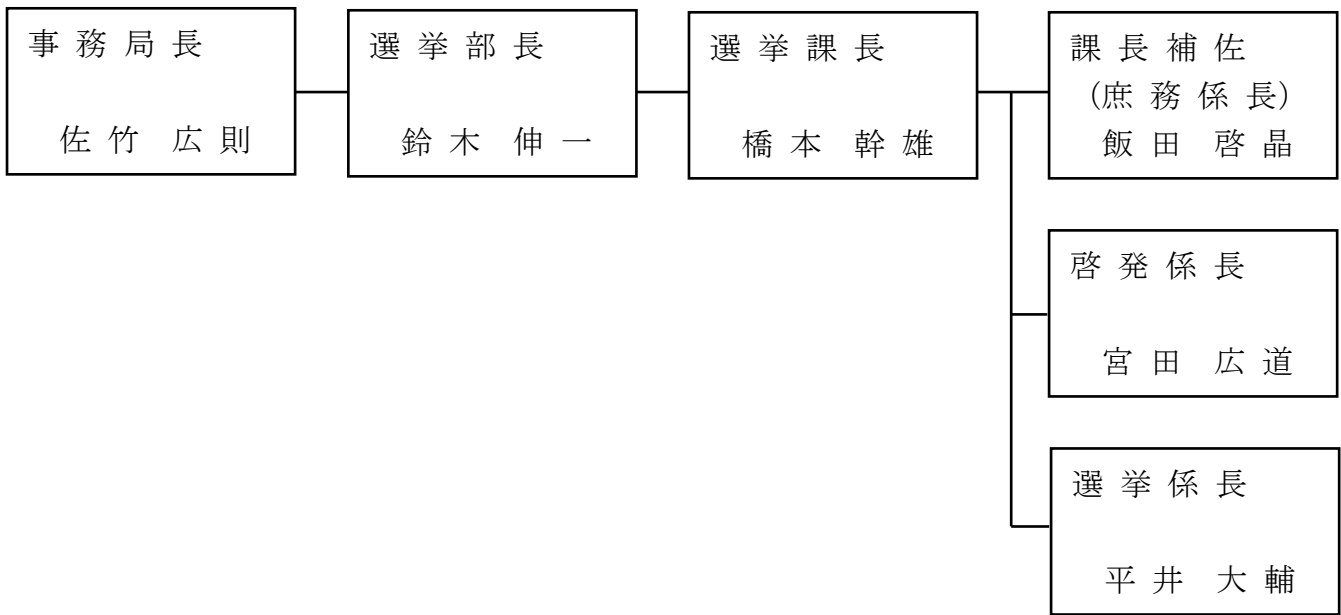 事務局長
佐竹 広則
選挙部長
鈴木 伸一
選挙課長
橋本 幹雄
課長補佐
(庶務係長)
飯田 啓晶
啓発係長
宮田 広道
選挙係長
平井 大輔